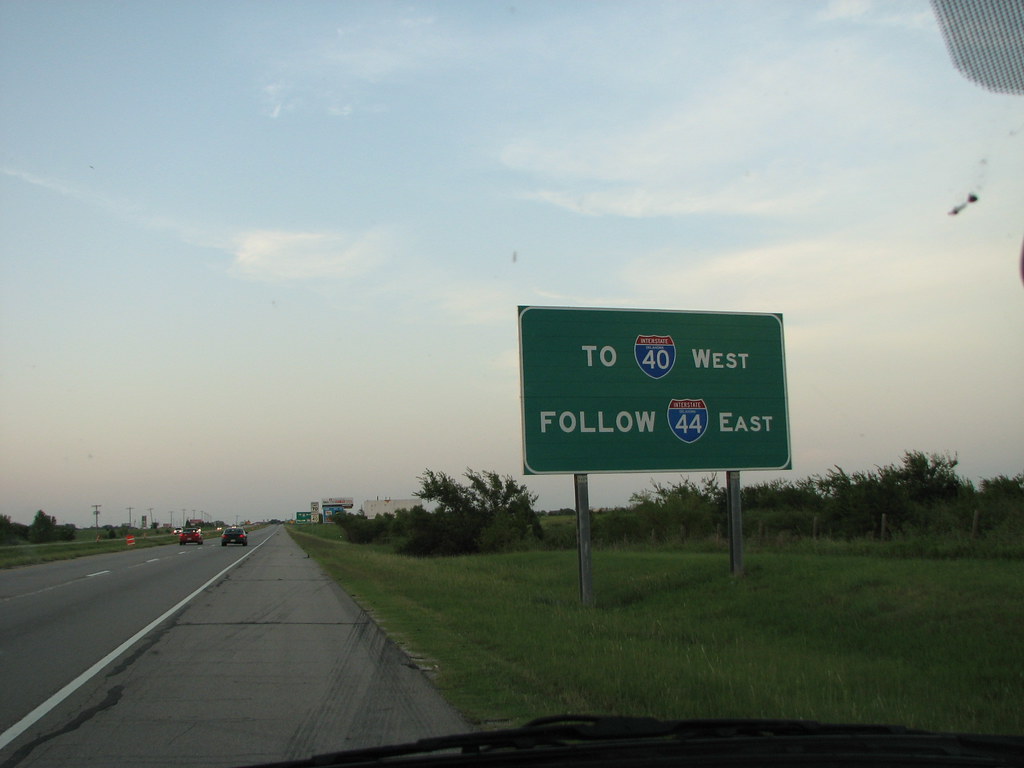 TO INTERSTATE 40 WEST
FOLLOW INTERSTATE 44 EAST